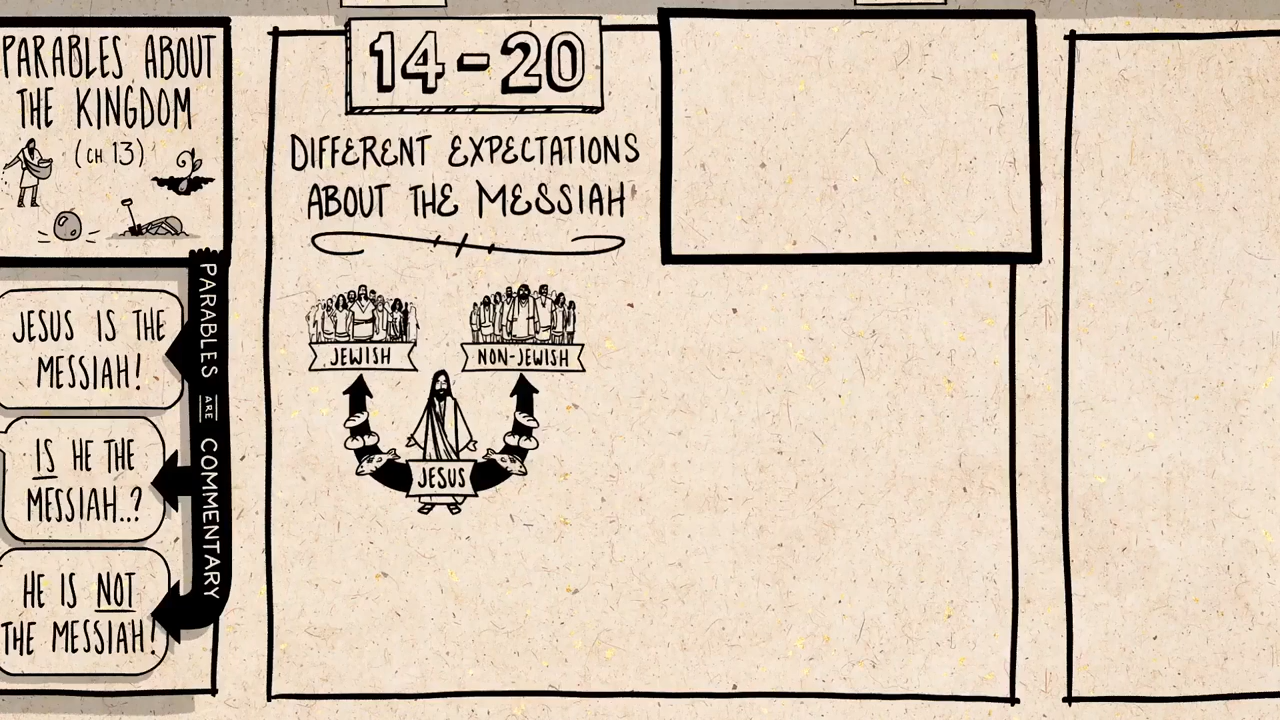 PARABLES ABOUT
THE KINGDOM
(CH 13)
PARABLES ARE COMMENTARY
JESUS IS THE
MESSIAH!
IS HE THE
MESSIAH..?
HE IS NOT
THE MESSIAH!
14-20
DIFFERENT EXPECTATIONS
ABOUT THE MESSIAH
JEWISH
NON-JEWISH
JESUS